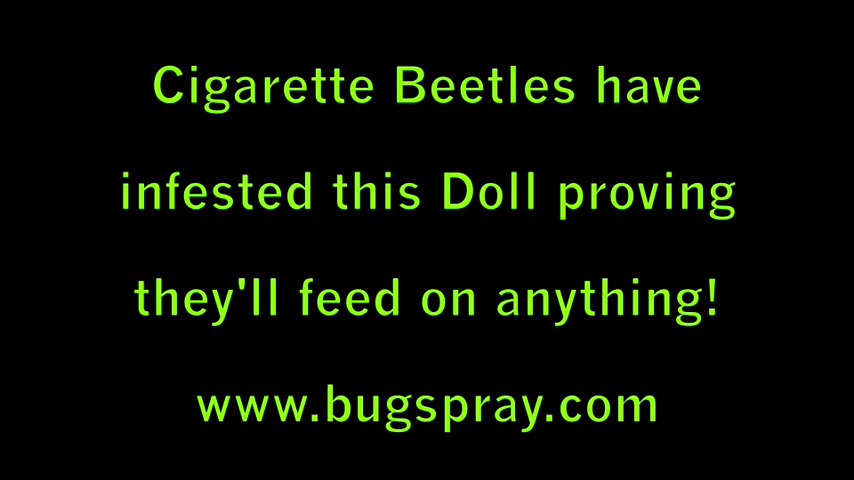 Cigarette Beetles have
infested this Doll proving
they'll feed on anything!
www.bugspray.com